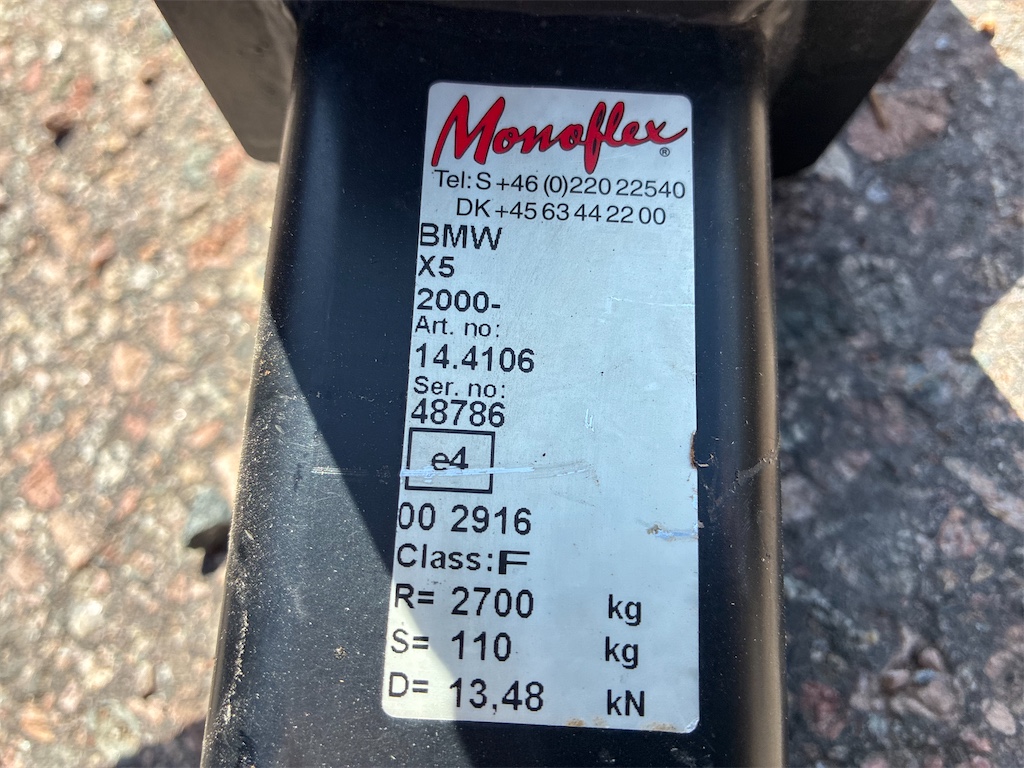 Monoflex®
Tel: S +46 (0)220 22540
DK +45 63 44 22 00
BMW
X5
2000-
Art. no:
14.4106
Ser. no:
48786
e4
00 2916
Class: F
R= 2700 kg
S= 110 kg
D= 13,48 kN